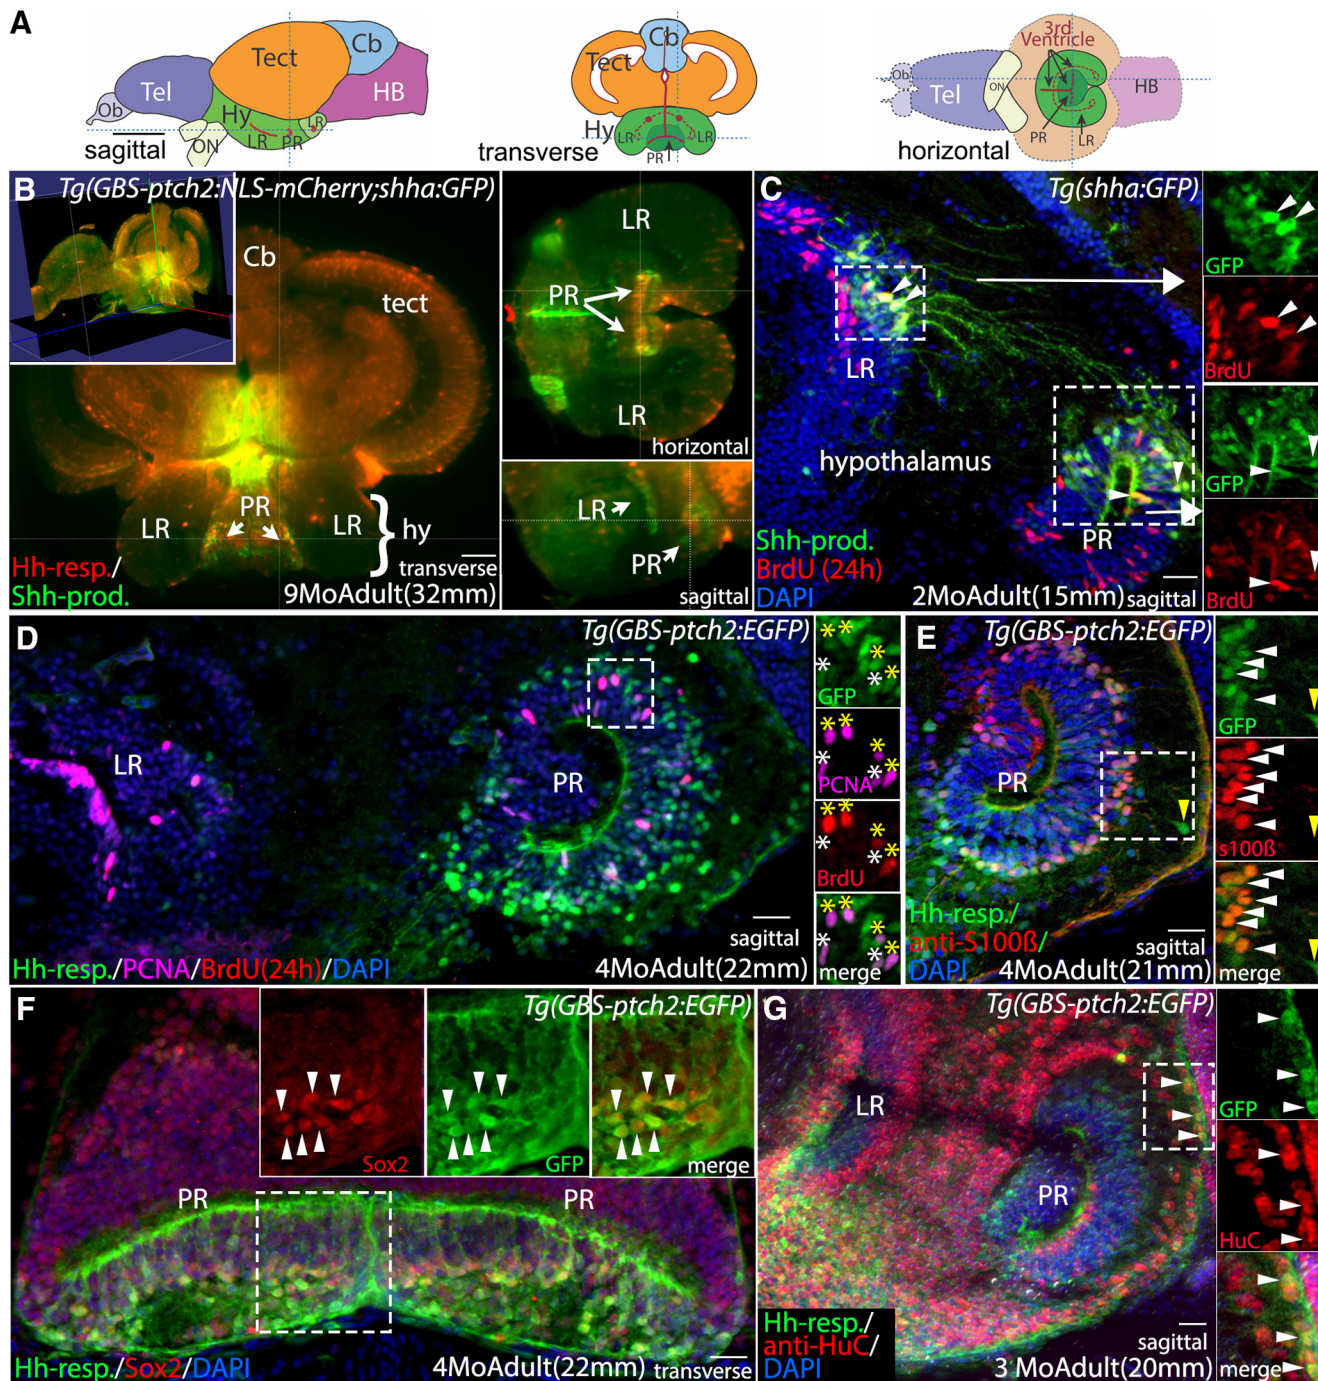 A
Ob
Tel
Tect
Cb
HB
Hy
ON
LR
PR
LR
sagittal
Cb
Tect
Hy
LR
LR
PR
transverse
3rd
Ventricle
Ob
Tel
ON
HB
PR
LR
horizontal
B
Tg(GBS-ptch2:NLS-mCherry;shha:GFP)
Cb
tect
PR
LR
LR
} hy
Hh-resp./
Shh-prod.
transverse
9MoAdult(32mm)
LR
PR
LR
horizontal
LR
PR
sagittal
C
Tg(shha:GFP)
LR
hypothalamus
PR
Shh-prod.
BrdU (24h)
DAPI
2MoAdult(15mm)
sagittal
GFP
BrdU
GFP
BrdU
D
Tg(GBS-ptch2:EGFP)
LR
PR
sagittal
Hh-resp./PCNA/BrdU(24h)/DAPI
4MoAdult(22mm)
** * * * *
GFP
** * * * *
PCNA
** * * * *
BrdU
** * * * *
merge
E
Tg(GBS-ptch2:EGFP)
PR
Hh-resp./
anti-S100ß/
DAPI
sagittal
4MoAdult(21mm)
GFP
s100ß
merge
F
Tg(GBS-ptch2:EGFP)
Sox2
GFP
merge
PR
PR
Hh-resp./Sox2/DAPI
4MoAdult(22mm)
transverse
G
Tg(GBS-ptch2:EGFP)
LR
PR
Hh-resp./
anti-HuC/
DAPI
sagittal
3 MoAdult(20mm)
GFP
HuC
merge